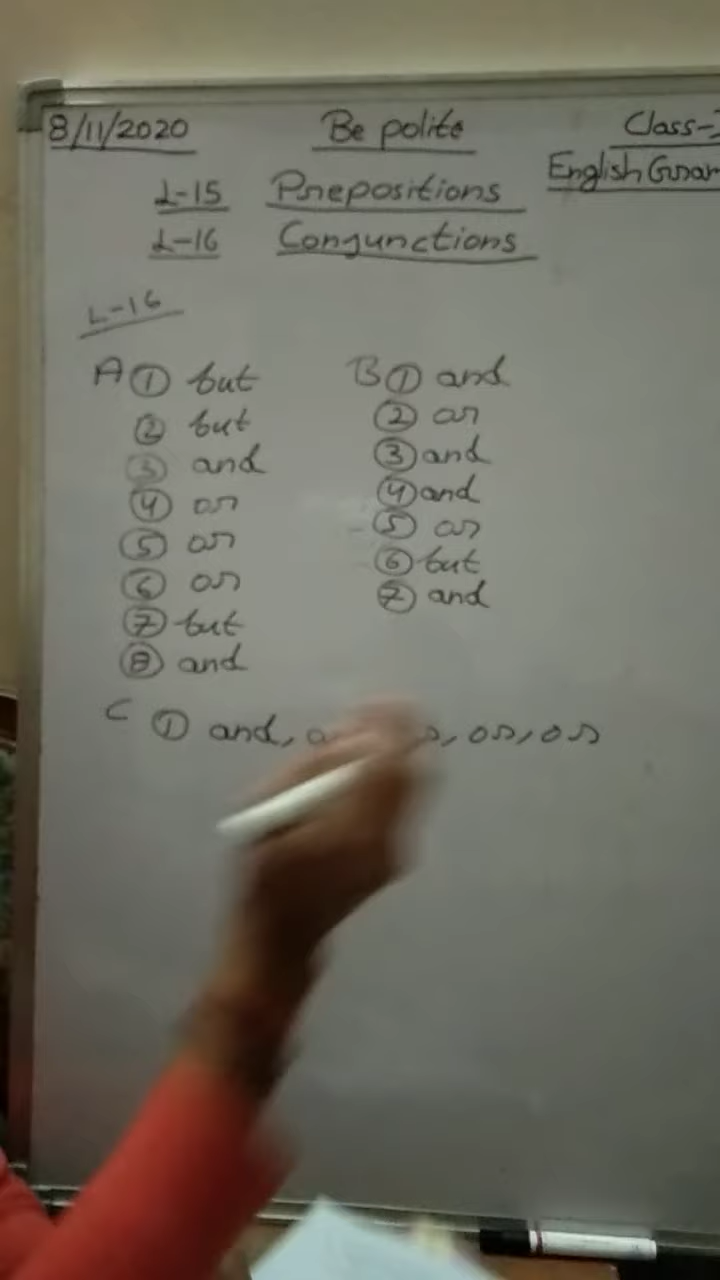 8/11/2020 Be polite Class-
English
L-15 Prepositions
L-16 Conjunctions
L-16
A ① but
② but
③ and
④ or
⑤ or
⑥ or
⑦ but
⑧ and
B ① and
② or
③ and
④ and
⑤ or
⑥ but
⑦ and
C ① and, or, or